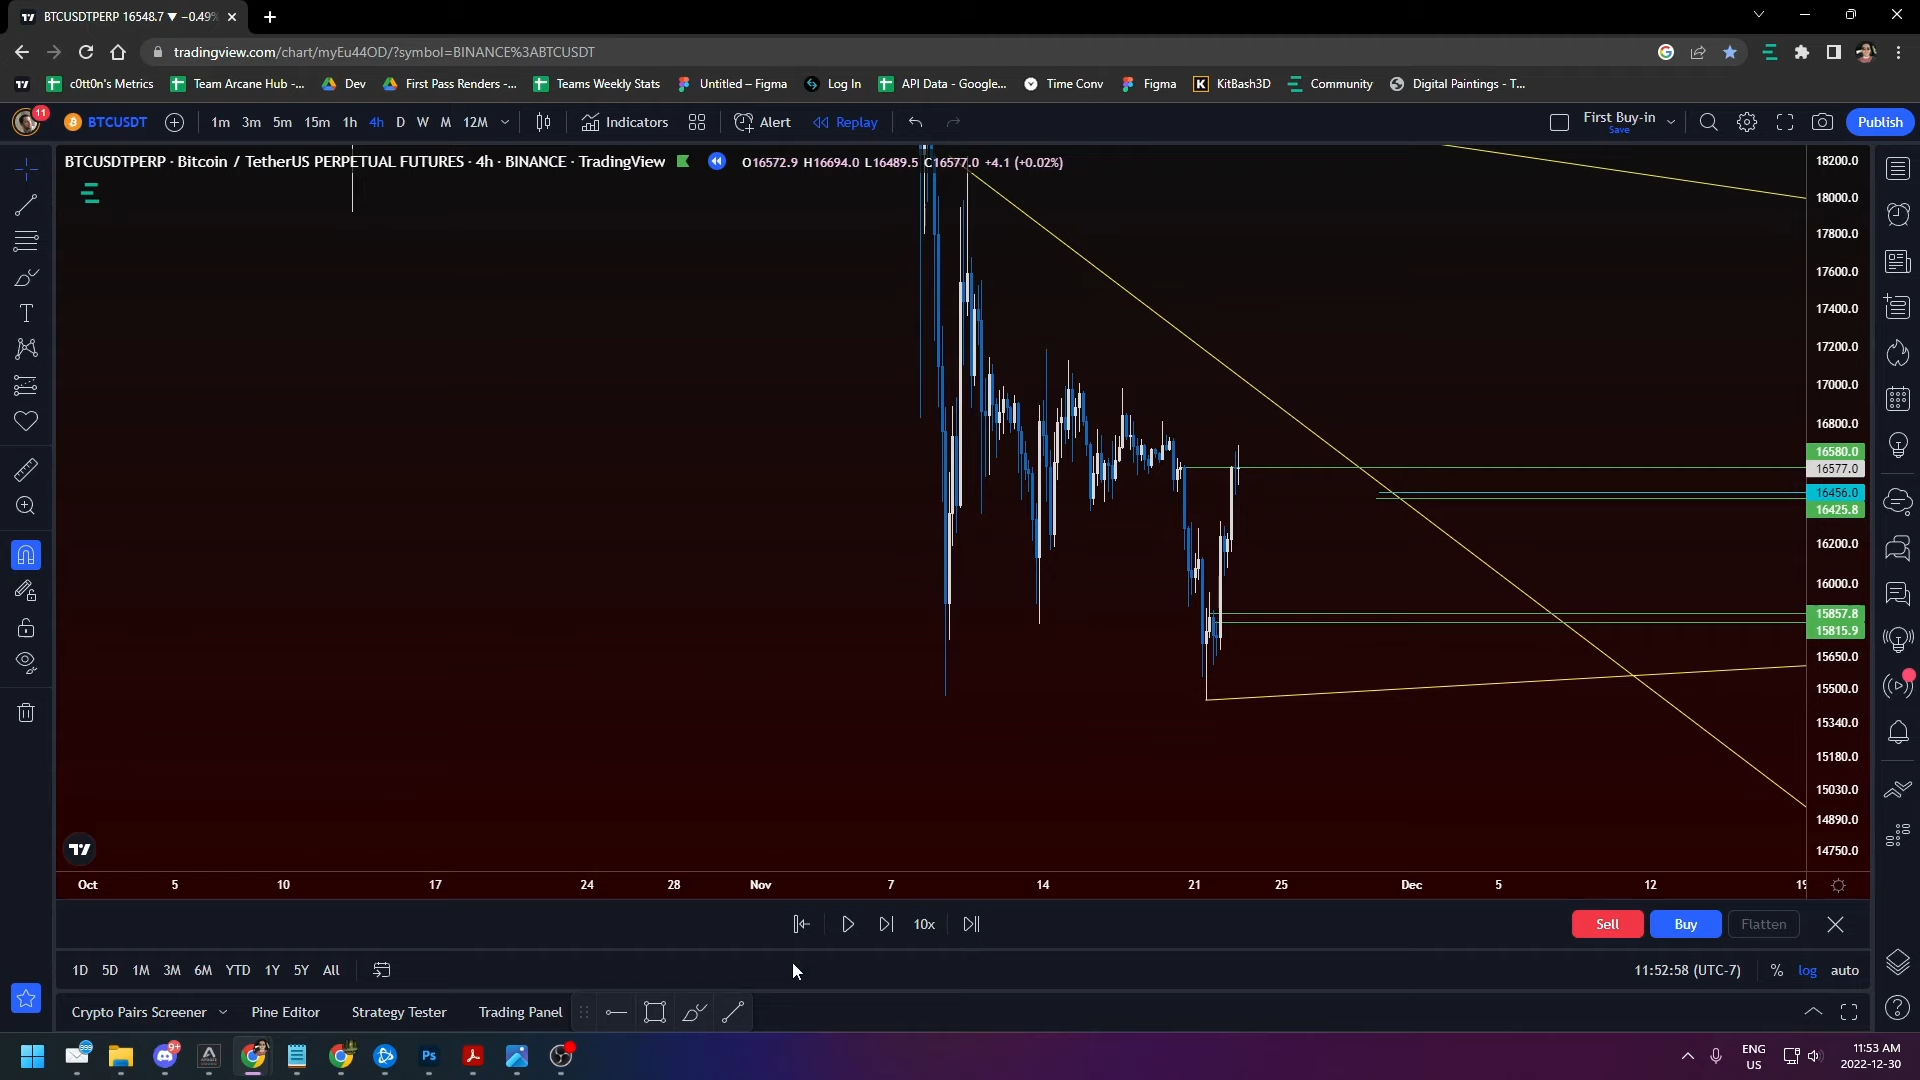 BTCUSDTPERP 16548.7 ▼ −0.49%
tradingview.com/chart/myEu44OD/?symbol=BINANCE%3ABTCUSDT
c0tt0n's Metrics Team Arcane Hub -... Dev First Pass Renders -... Teams Weekly Stats Untitled – Figma Log In API Data - Google... Time Conv Figma KitBash3D Community Digital Paintings - T...
11 BTCUSDT 1m 3m 5m 15m 1h 4h D W M 12M Indicators Alert Replay First Buy-in Publish
Save
BTCUSDTPERP · Bitcoin / TetherUS PERPETUAL FUTURES · 4h · BINANCE · TradingView O16572.9 H16694.0 L16489.5 C16577.0 +4.1 (+0.02%)
18200.0
18000.0
17800.0
17600.0
17400.0
17200.0
17000.0
16800.0
16580.0
16577.0
16456.0
16425.8
16200.0
16000.0
15857.8
15815.9
15650.0
15500.0
15340.0
15180.0
15030.0
14890.0
14750.0
Oct 5 10 17 24 28 Nov 7 14 21 25 Dec 5 12 19
10x Sell Buy Flatten
1D 5D 1M 3M 6M YTD 1Y 5Y All 11:52:58 (UTC-7) % log auto
Crypto Pairs Screener Pine Editor Strategy Tester Trading Panel
9+ Ps ENG US 11:53 AM
2022-12-30